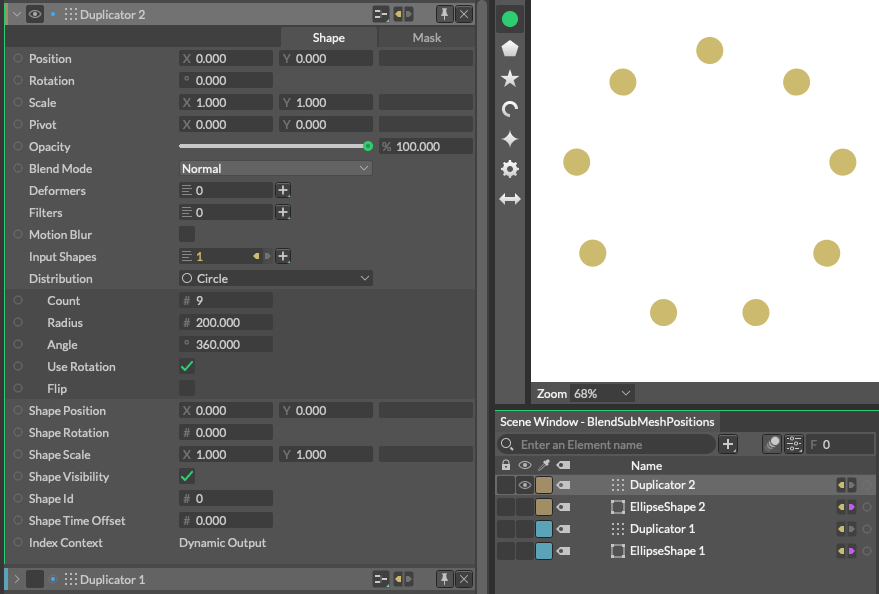 Duplicator 2
Shape Mask
Position X 0.000 Y 0.000
Rotation ° 0.000
Scale X 1.000 Y 1.000
Pivot X 0.000 Y 0.000
Opacity % 100.000
Blend Mode Normal
Deformers 0
Filters 0
Motion Blur
Input Shapes 1
Distribution Circle
Count # 9
Radius # 200.000
Angle ° 360.000
Use Rotation
Flip
Shape Position X 0.000 Y 0.000
Shape Rotation # 0.000
Shape Scale X 1.000 Y 1.000
Shape Visibility
Shape Id # 0
Shape Time Offset # 0.000
Index Context Dynamic Output
Duplicator 1
Zoom 68%
Scene Window - BlendSubMeshPositions
Enter an Element name F 0
Name
Duplicator 2
EllipseShape 2
Duplicator 1
EllipseShape 1